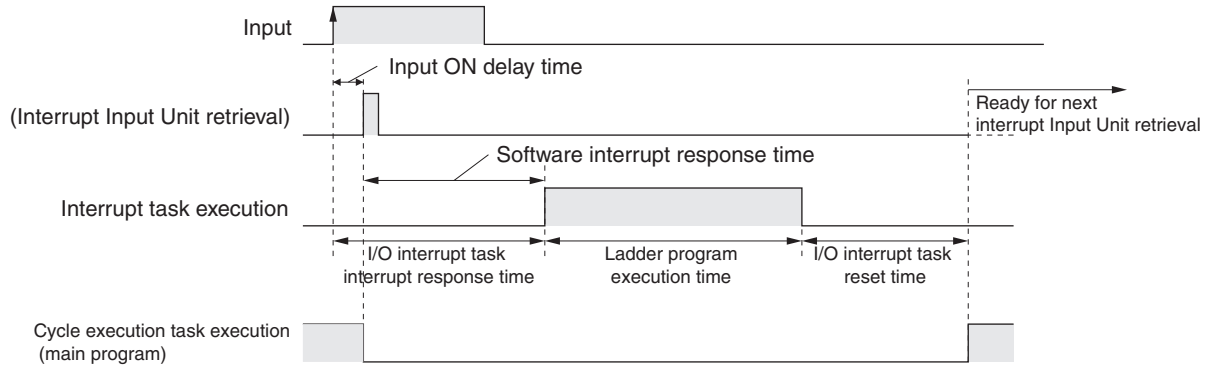 Input
Input ON delay time
(Interrupt Input Unit retrieval)
Ready for next
interrupt Input Unit retrieval
Software interrupt response time
Interrupt task execution
I/O interrupt task
interrupt response time
Ladder program
execution time
I/O interrupt task
reset time
Cycle execution task execution
(main program)